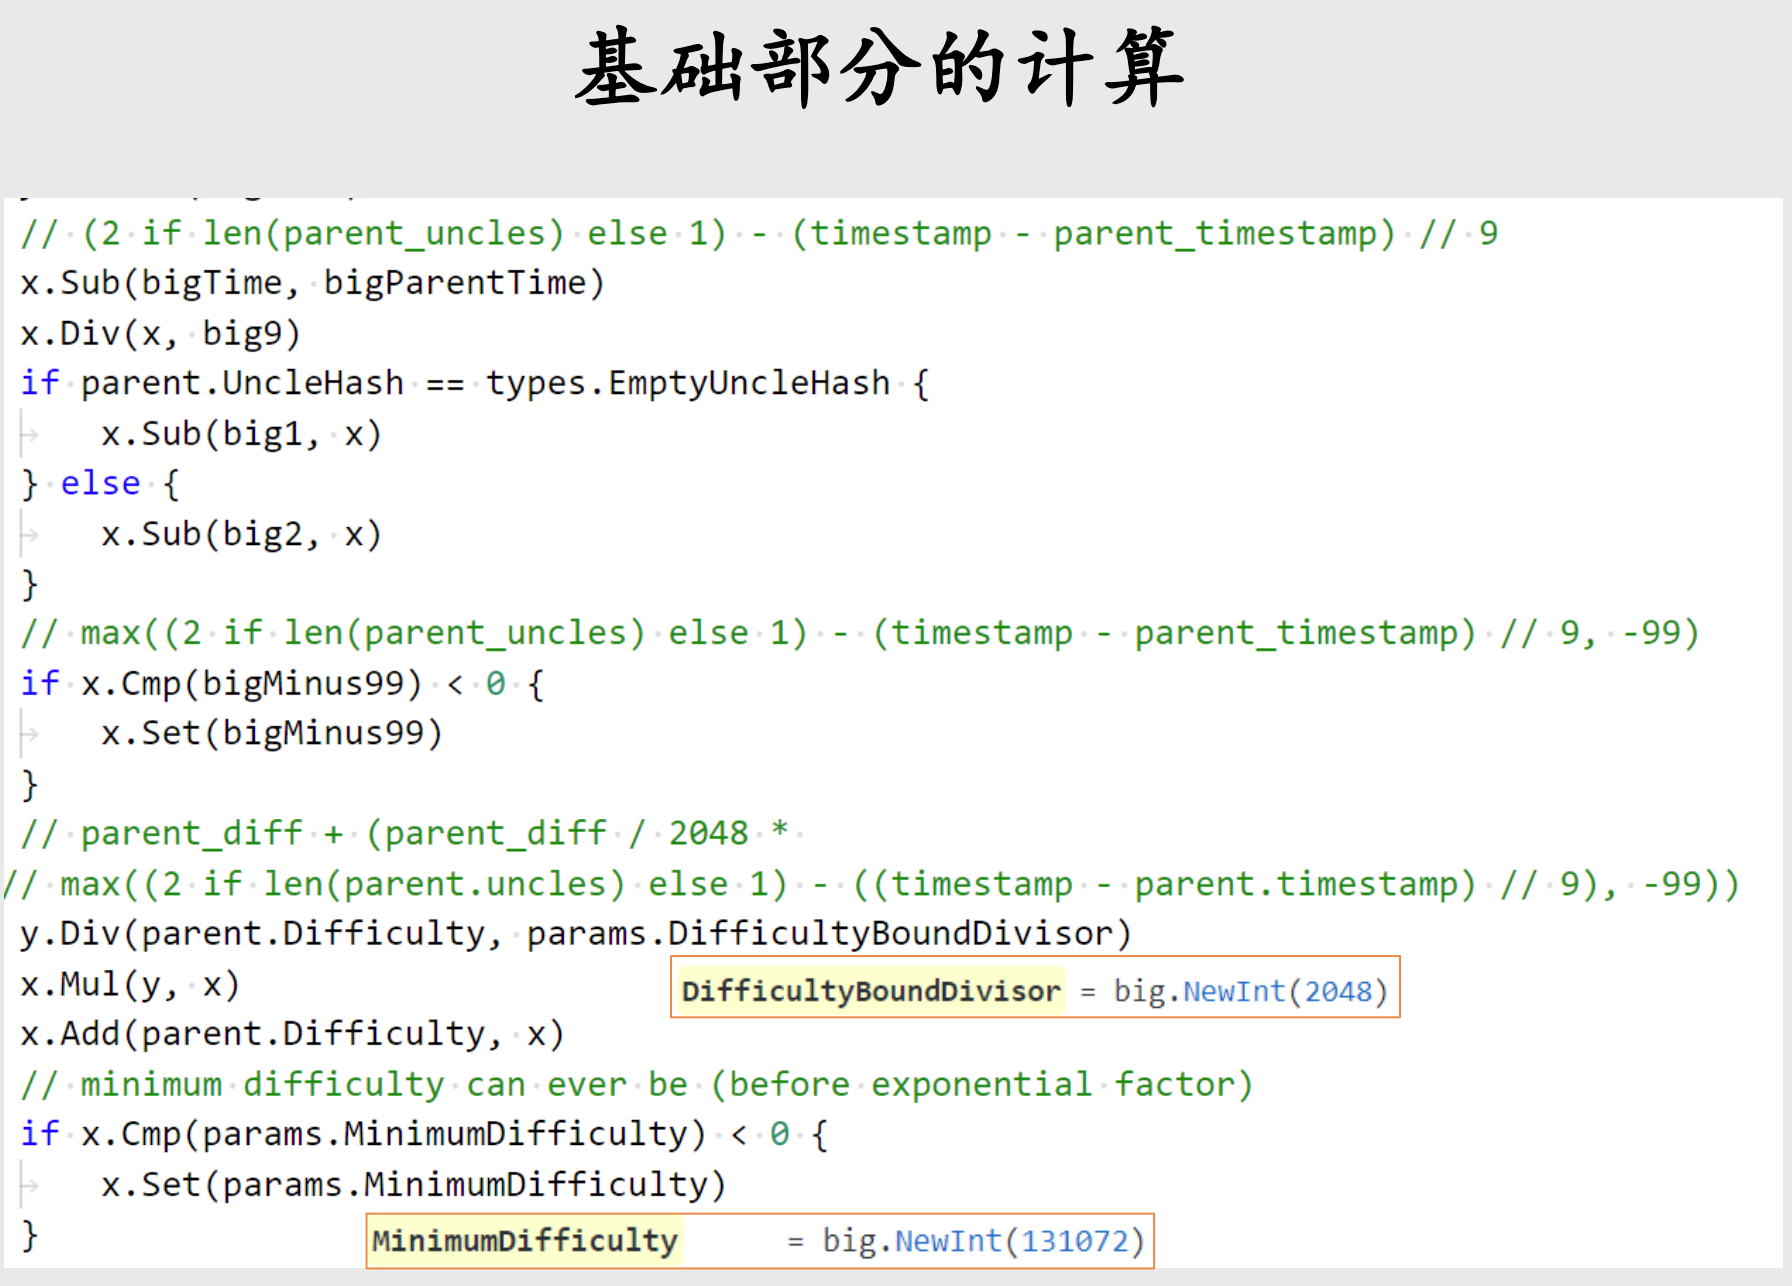 基础部分的计算
// (2 if len(parent_uncles) else 1) - (timestamp - parent_timestamp) // 9
x.Sub(bigTime, bigParentTime)
x.Div(x, big9)
if parent.UncleHash == types.EmptyUncleHash {
x.Sub(big1, x)
} else {
x.Sub(big2, x)
}
// max((2 if len(parent_uncles) else 1) - (timestamp - parent_timestamp) // 9, -99)
if x.Cmp(bigMinus99) < 0 {
x.Set(bigMinus99)
}
// parent_diff + (parent_diff / 2048 *
// max((2 if len(parent.uncles) else 1) - ((timestamp - parent.timestamp) // 9), -99))
y.Div(parent.Difficulty, params.DifficultyBoundDivisor)
x.Mul(y, x)
DifficultyBoundDivisor = big.NewInt(2048)
x.Add(parent.Difficulty, x)
// minimum difficulty can ever be (before exponential factor)
if x.Cmp(params.MinimumDifficulty) < 0 {
x.Set(params.MinimumDifficulty)
}
MinimumDifficulty = big.NewInt(131072)